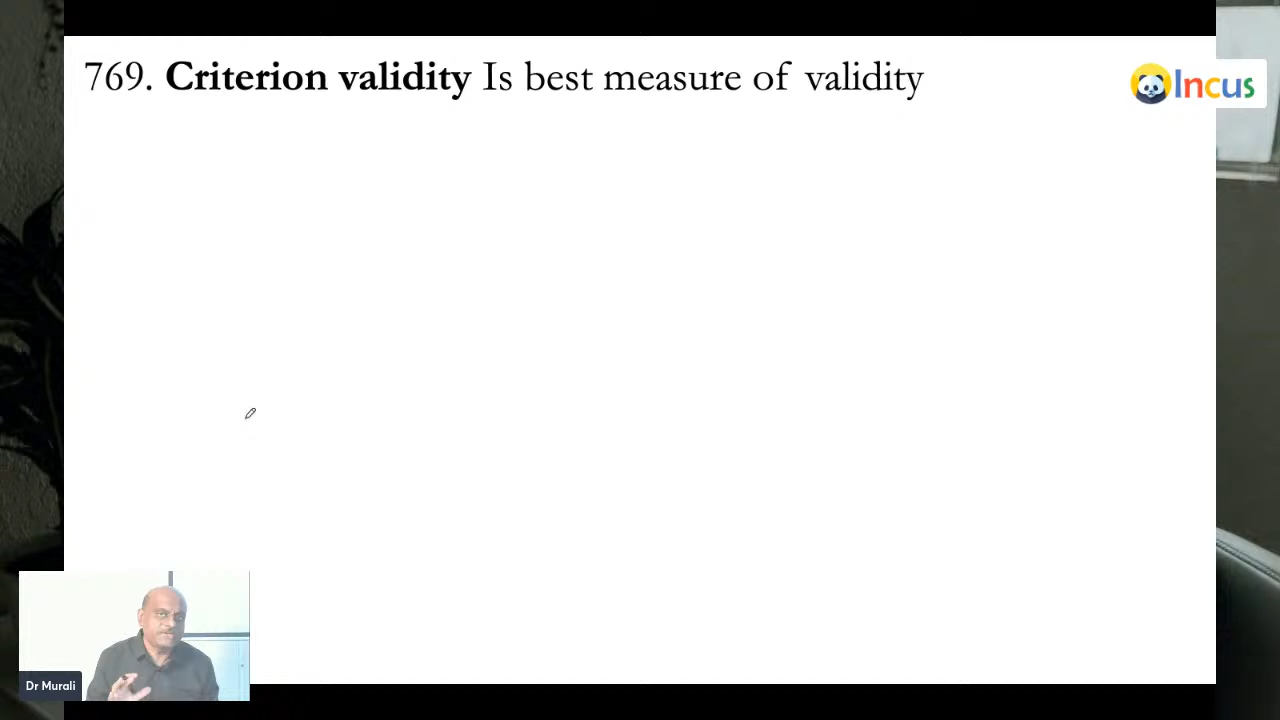 769. Criterion validity Is best measure of validity
Incus
Dr Murali